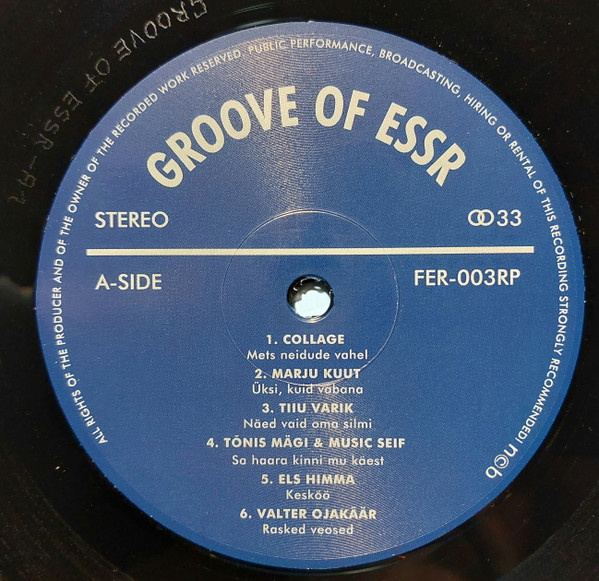 GROOVE OF ESSR -A1
ALL RIGHTS OF THE PRODUCER AND OF THE OWNER OF THE RECORDED WORK RESERVED. PUBLIC PERFORMANCE, BROADCASTING, HIRING OR RENTAL OF THIS RECORDING STRONGLY RECOMMENDED! n©b
GROOVE OF ESSR
STEREO
33
A-SIDE
FER-003RP
1. COLLAGE
Mets neidude vahel
2. MARJU KUUT
Üksi, kuid vabana
3. TIIU VARIK
Näed vaid oma silmi
4. TÕNIS MÄGI & MUSIC SEIF
Sa haara kinni mu käest
5. ELS HIMMA
Kesköö
6. VALTER OJAKÄÄR
Rasked veosed